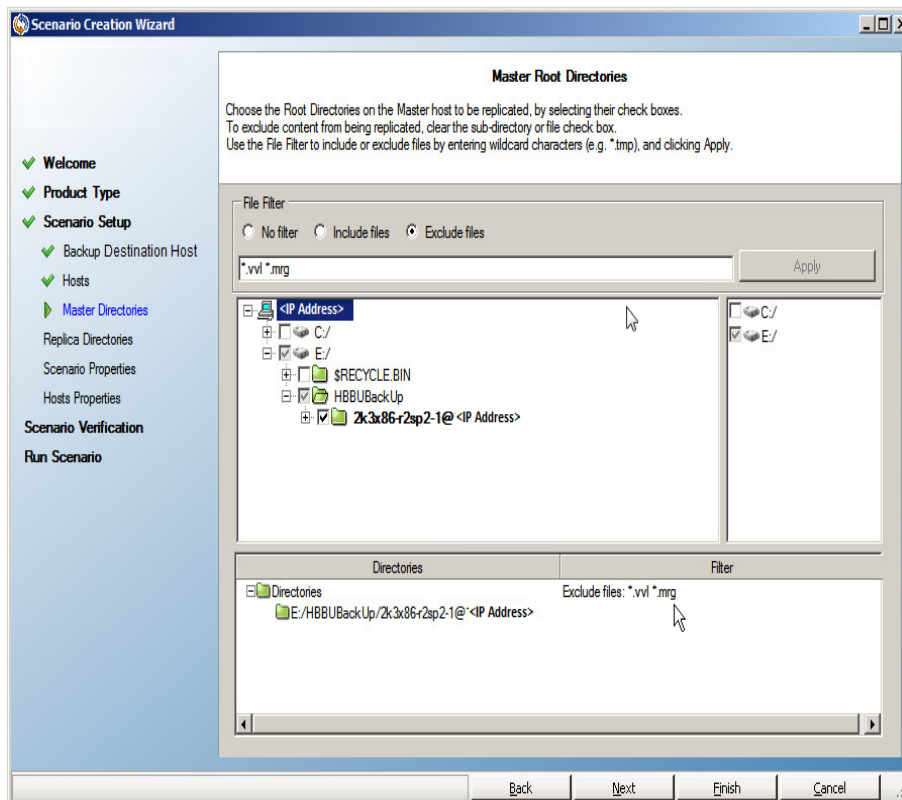 Scenario Creation Wizard
Master Root Directories
Choose the Root Directories on the Master host to be replicated, by selecting their check boxes.
To exclude content from being replicated, clear the sub-directory or file check box.
Use the File Filter to include or exclude files by entering wildcard characters (e.g. *.tmp), and clicking Apply.
Welcome
Product Type
Scenario Setup
Backup Destination Host
Hosts
Master Directories
Replica Directories
Scenario Properties
Hosts Properties
Scenario Verification
Run Scenario
File Filter
No filter Include files Exclude files
*.vvl *.mrg
Apply
<IP Address>
C:/
E:/
$RECYCLE.BIN
HBBUBackUp
2k3x86-r2sp2-1@ <IP Address>
C:/
E:/
Directories Filter
Directories Exclude files: *.vvl *.mrg
E:/HBBUBackUp/2k3x86-r2sp2-1@'<IP Address>
Back Next Finish Cancel